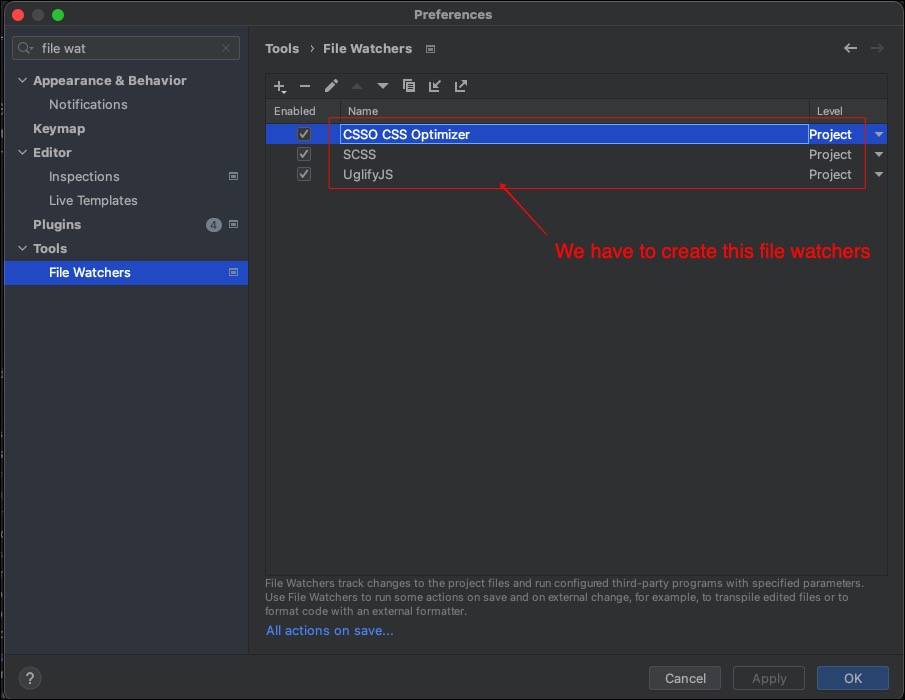 Preferences
file wat
Tools › File Watchers
Appearance & Behavior
Notifications
Keymap
Editor
Inspections
Live Templates
Plugins 4
Tools
File Watchers
Enabled Name Level
CSSO CSS Optimizer Project
SCSS Project
UglifyJS Project
We have to create this file watchers
File Watchers track changes to the project files and run configured third-party programs with specified parameters.
Use File Watchers to run some actions on save and on external change, for example, to transpile edited files or to
format code with an external formatter.
All actions on save...
? Cancel Apply OK